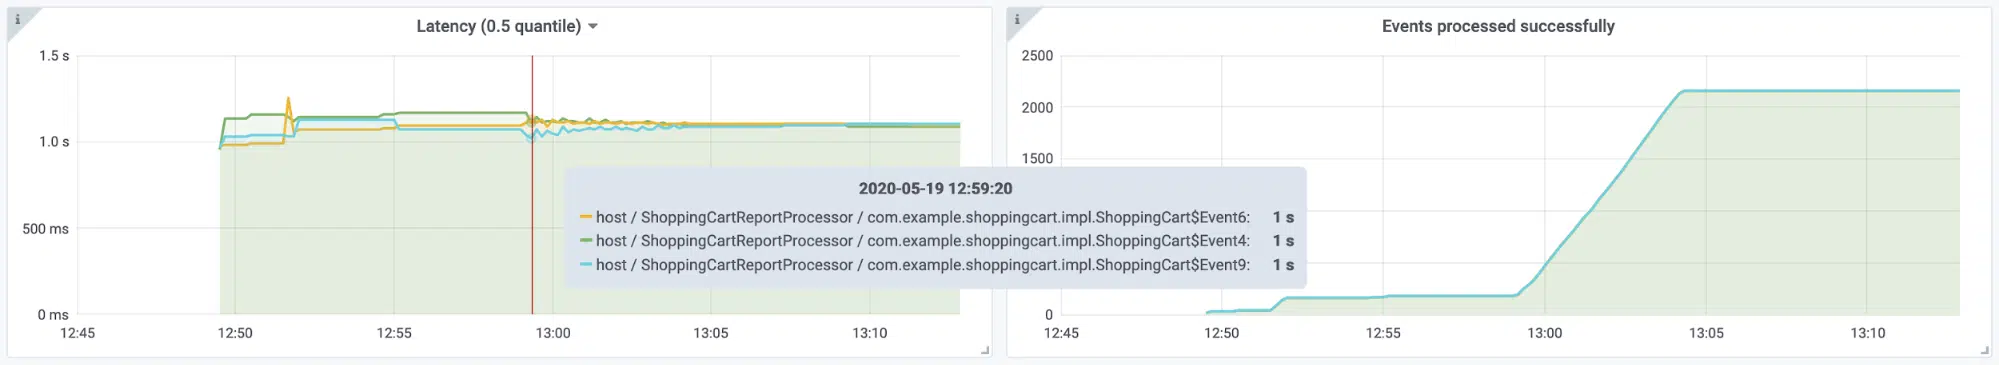 i
Latency (0.5 quantile)
1.5 s
1.0 s
500 ms
0 ms
12:45 12:50 12:55 13:00 13:05 13:10
i
Events processed successfully
2500
2000
1500
0
12:45 12:50 12:55 13:00 13:05 13:10
2020-05-19 12:59:20
host / ShoppingCartReportProcessor / com.example.shoppingcart.impl.ShoppingCart$Event6: 1 s
host / ShoppingCartReportProcessor / com.example.shoppingcart.impl.ShoppingCart$Event4: 1 s
host / ShoppingCartReportProcessor / com.example.shoppingcart.impl.ShoppingCart$Event9: 1 s